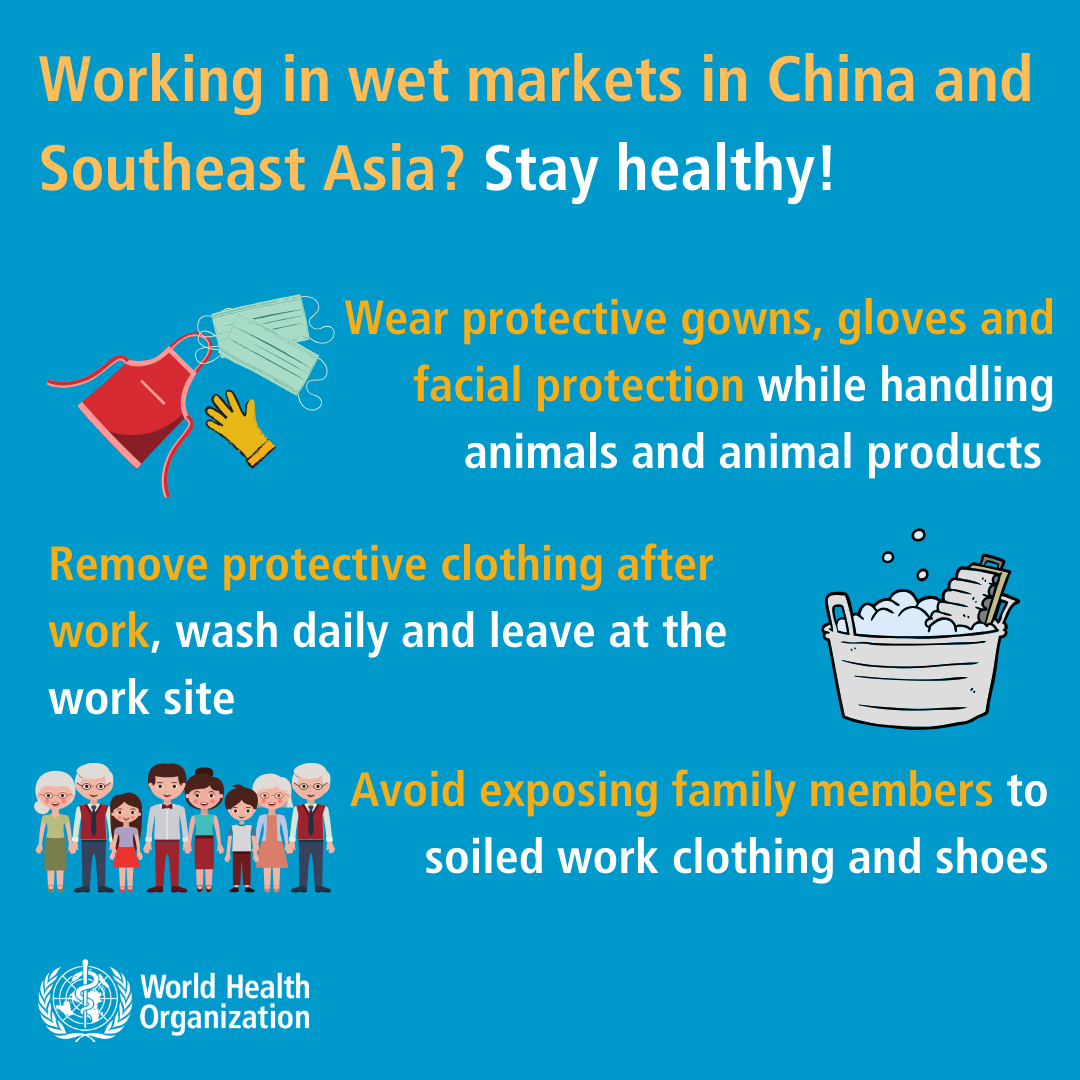 Working in wet markets in China and
Southeast Asia? Stay healthy!
Wear protective gowns, gloves and
facial protection while handling
animals and animal products
Remove protective clothing after
work, wash daily and leave at the
work site
Avoid exposing family members to
soiled work clothing and shoes
World Health
Organization